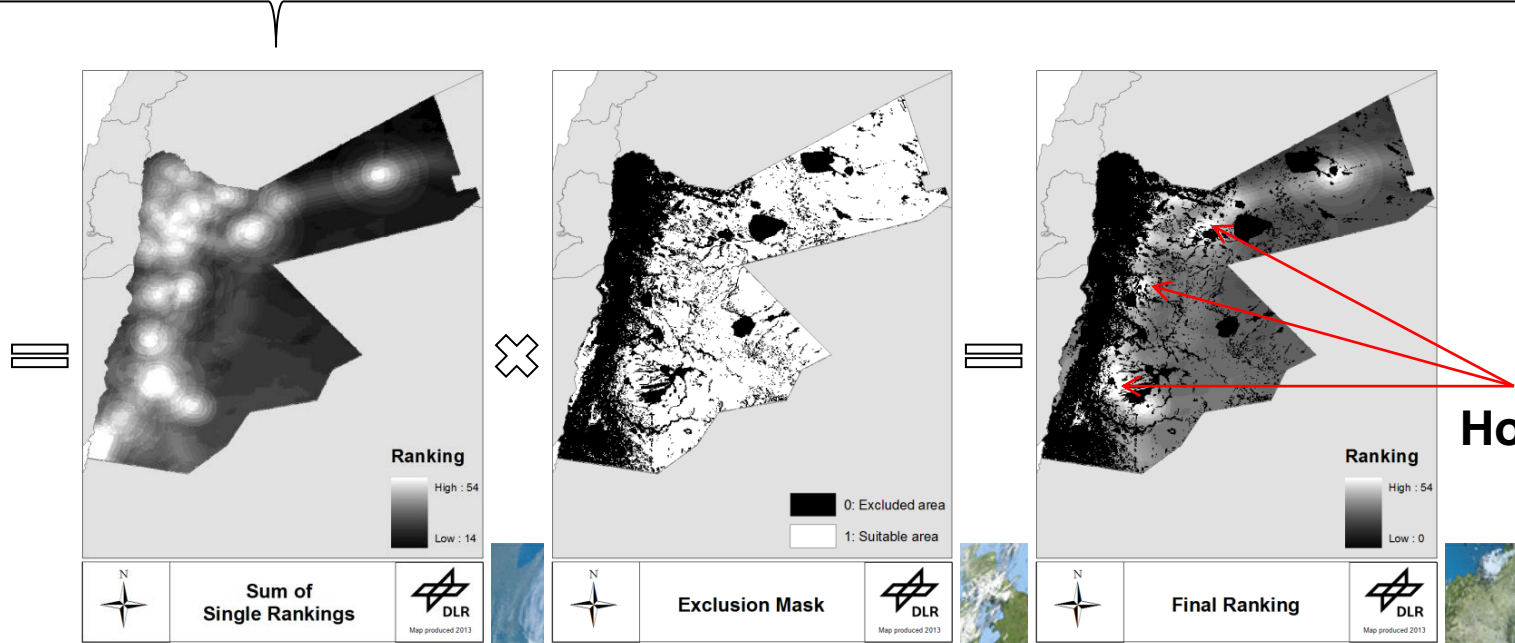 Ranking
High : 54
Low : 14
N
Sum of
Single Rankings
DLR
Map produced 2013
0: Excluded area
1: Suitable area
N
Exclusion Mask
DLR
Map produced 2013
Ho
Ranking
High : 54
Low : 0
N
Final Ranking
DLR
Map produced 2013